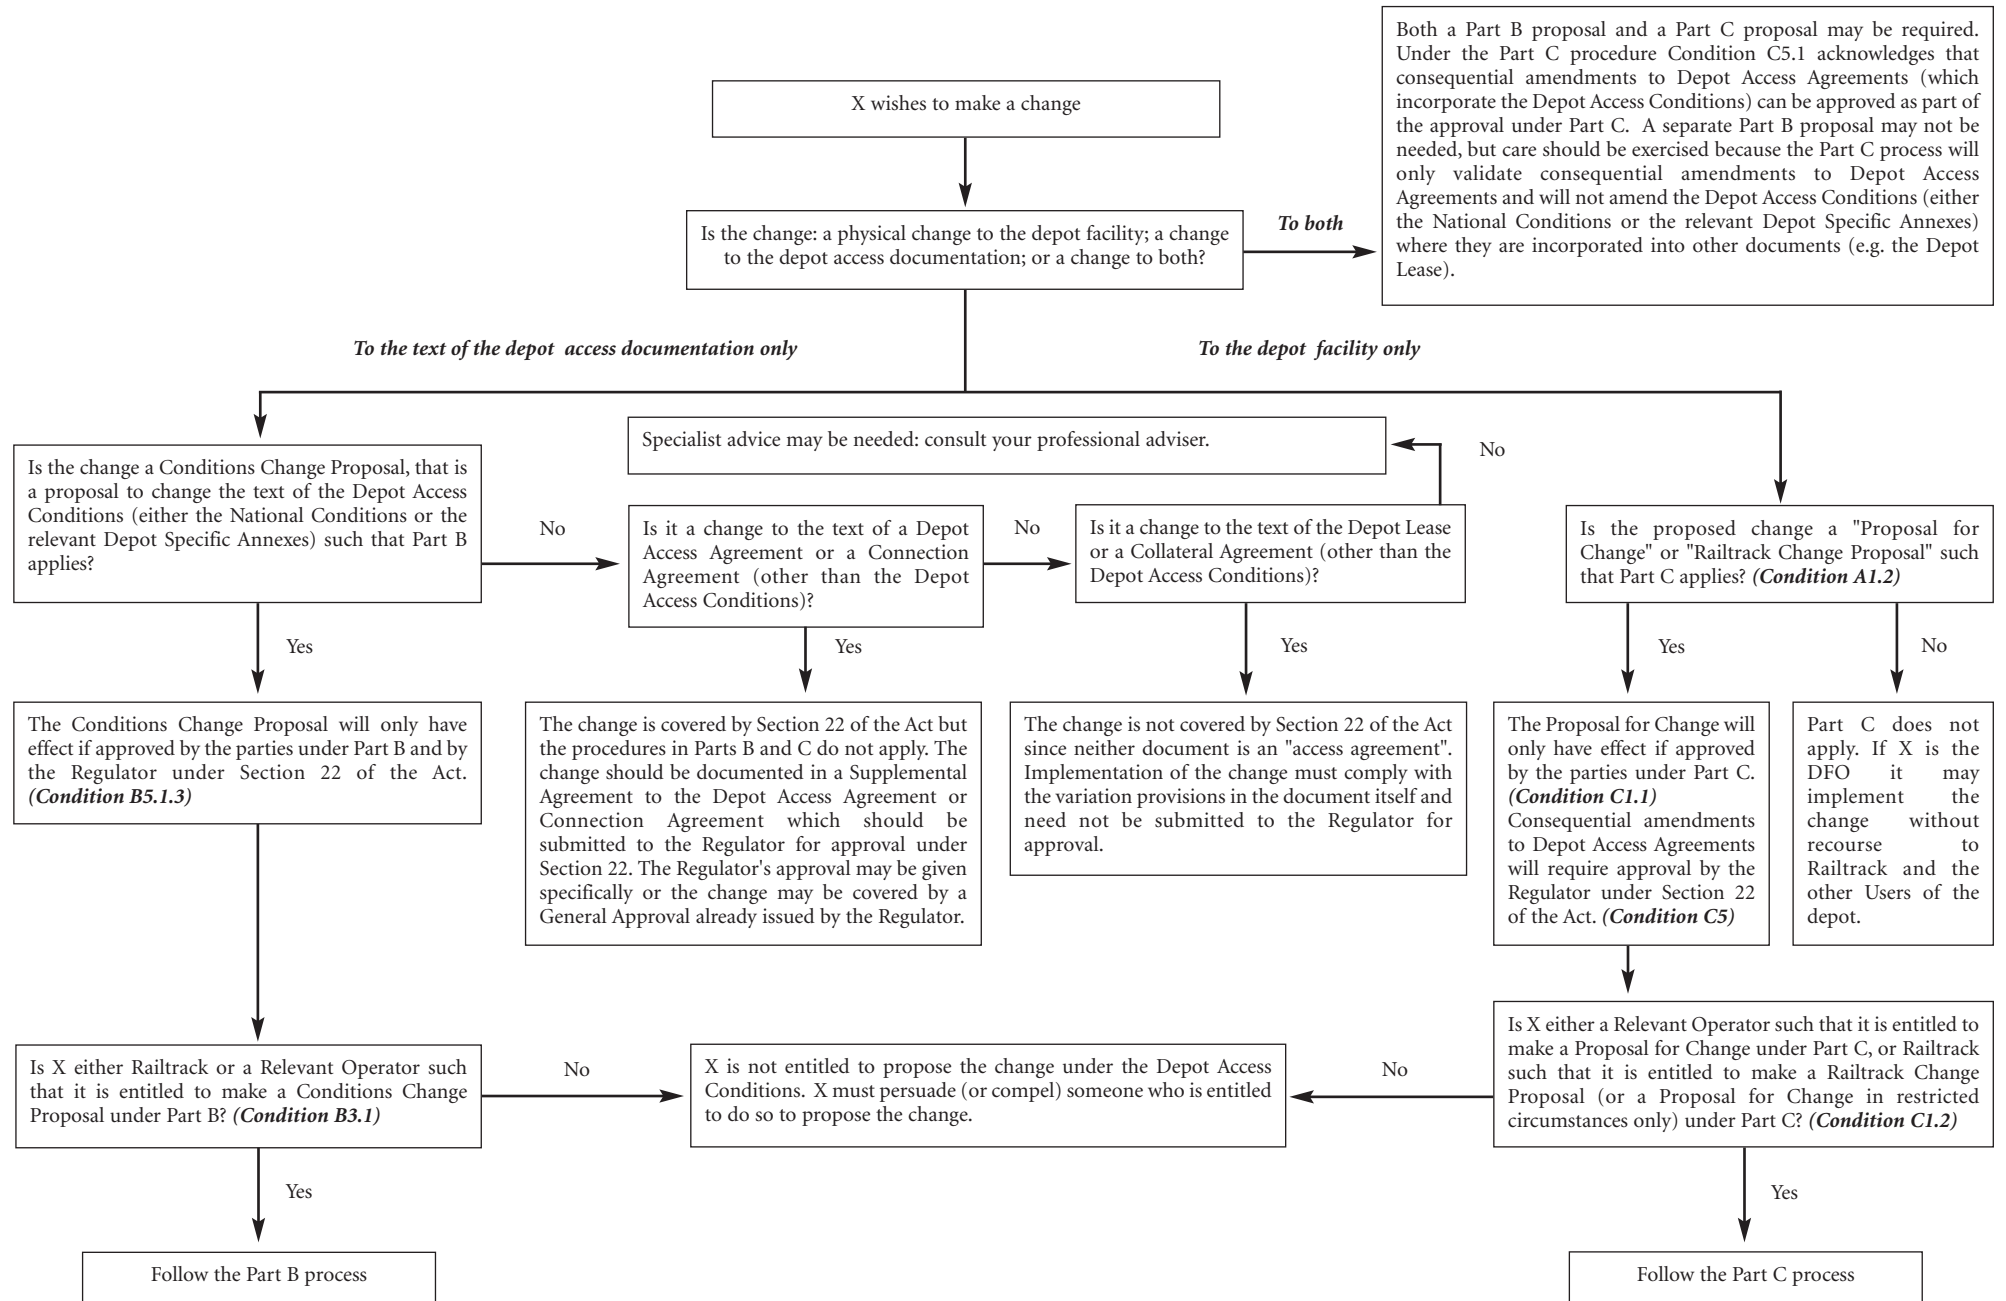 Both a Part B proposal and a Part C proposal may be required.
Under the Part C procedure Condition C5.1 acknowledges that
consequential amendments to Depot Access Agreements (which
incorporate the Depot Access Conditions) can be approved as part of
the approval under Part C. A separate Part B proposal may not be
needed, but care should be exercised because the Part C process will
only validate consequential amendments to Depot Access
Agreements and will not amend the Depot Access Conditions (either
the National Conditions or the relevant Depot Specific Annexes)
where they are incorporated into other documents (e.g. the Depot
Lease).
X wishes to make a change
Is the change: a physical change to the depot facility; a change
to the depot access documentation; or a change to both?
To both
To the text of the depot access documentation only
To the depot facility only
Specialist advice may be needed: consult your professional adviser.
No
Is the change a Conditions Change Proposal, that is
a proposal to change the text of the Depot Access
Conditions (either the National Conditions or the
relevant Depot Specific Annexes) such that Part B
applies?
No
Is it a change to the text of a Depot
Access Agreement or a Connection
Agreement (other than the Depot
Access Conditions)?
No
Is it a change to the text of the Depot Lease
or a Collateral Agreement (other than the
Depot Access Conditions)?
Is the proposed change a "Proposal for
Change" or "Railtrack Change Proposal" such
that Part C applies? (Condition A1.2)
Yes
Yes
Yes
Yes
No
The Conditions Change Proposal will only have
effect if approved by the parties under Part B and by
the Regulator under Section 22 of the Act.
(Condition B5.1.3)
The change is covered by Section 22 of the Act but
the procedures in Parts B and C do not apply. The
change should be documented in a Supplemental
Agreement to the Depot Access Agreement or
Connection Agreement which should be
submitted to the Regulator for approval under
Section 22. The Regulator's approval may be given
specifically or the change may be covered by a
General Approval already issued by the Regulator.
The change is not covered by Section 22 of the Act
since neither document is an "access agreement".
Implementation of the change must comply with
the variation provisions in the document itself and
need not be submitted to the Regulator for
approval.
The Proposal for Change will
only have effect if approved
by the parties under Part C.
(Condition C1.1)
Consequential amendments
to Depot Access Agreements
will require approval by the
Regulator under Section 22
of the Act. (Condition C5)
Part C does not
apply. If X is the
DFO it may
implement the
change without
recourse to
Railtrack and the
other Users of the
depot.
Is X either Railtrack or a Relevant Operator such
that it is entitled to make a Conditions Change
Proposal under Part B? (Condition B3.1)
No
X is not entitled to propose the change under the Depot Access
Conditions. X must persuade (or compel) someone who is entitled
to do so to propose the change.
No
Is X either a Relevant Operator such that it is entitled to
make a Proposal for Change under Part C, or Railtrack
such that it is entitled to make a Railtrack Change
Proposal (or a Proposal for Change in restricted
circumstances only) under Part C? (Condition C1.2)
Yes
Yes
Follow the Part B process
Follow the Part C process